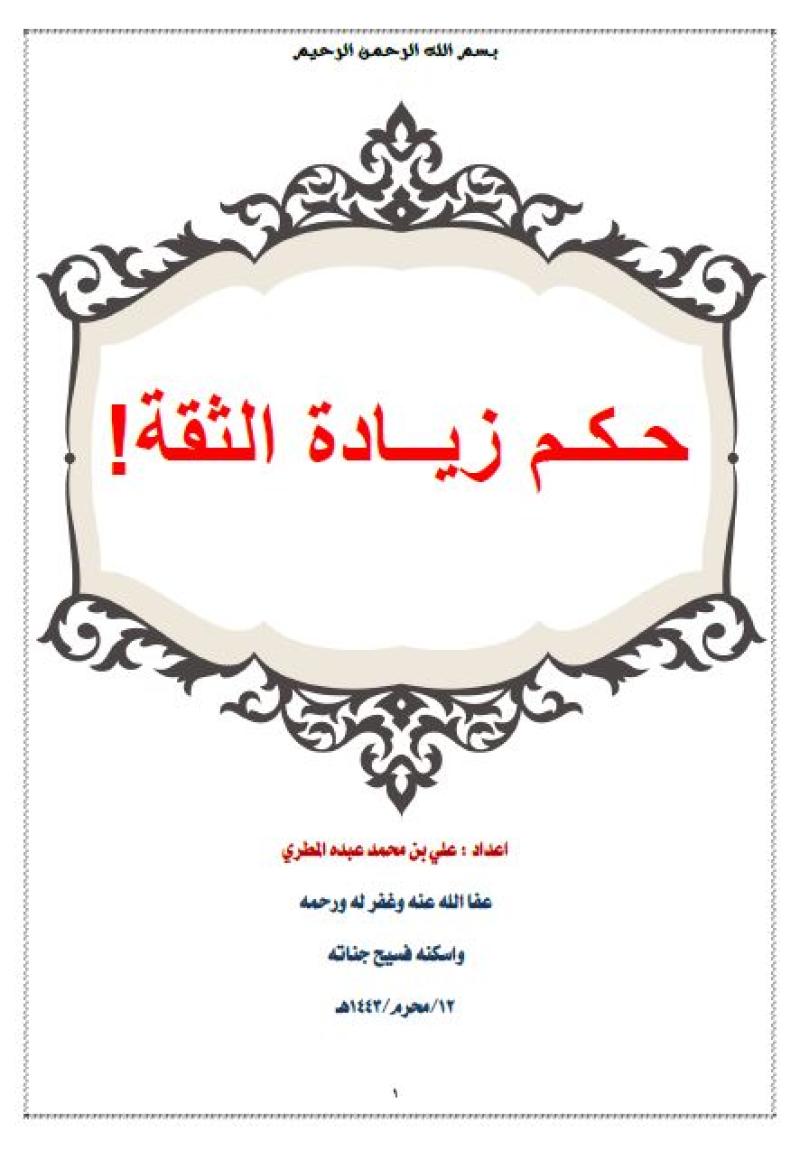 بسم الله الرحمن الرحيم
حكم زيادة الثقة!
اعداد : علي بن محمد عبده المطري
عفا الله عنه وغفر له ورحمه
واسكنه فسيح جناته
١٢/محرم/١٤٤٣هـ
١